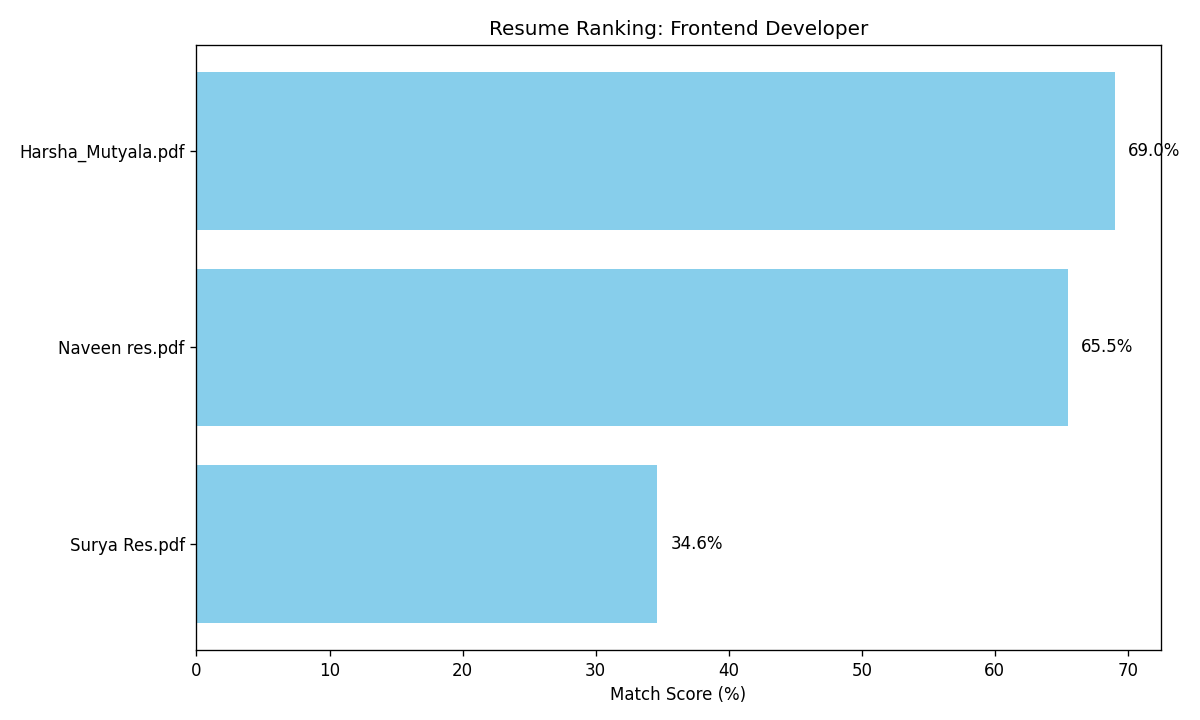 Resume Ranking: Frontend Developer
Harsha_Mutyala.pdf
69.0%
Naveen res.pdf
65.5%
Surya Res.pdf
34.6%
0 10 20 30 40 50 60 70
Match Score (%)